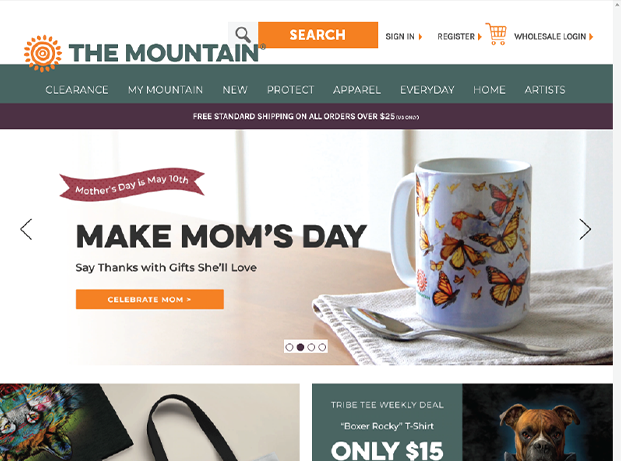 SEARCH
SIGN IN
REGISTER
WHOLESALE LOGIN
THE MOUNTAIN®
CLEARANCE MY MOUNTAIN NEW PROTECT APPAREL EVERYDAY HOME ARTISTS
FREE STANDARD SHIPPING ON ALL ORDERS OVER $25 (US ONLY)
Mother's Day is May 10th
MAKE MOM'S DAY
Say Thanks with Gifts She'll Love
CELEBRATE MOM >
TRIBE TEE WEEKLY DEAL
"Boxer Rocky" T-Shirt
ONLY $15